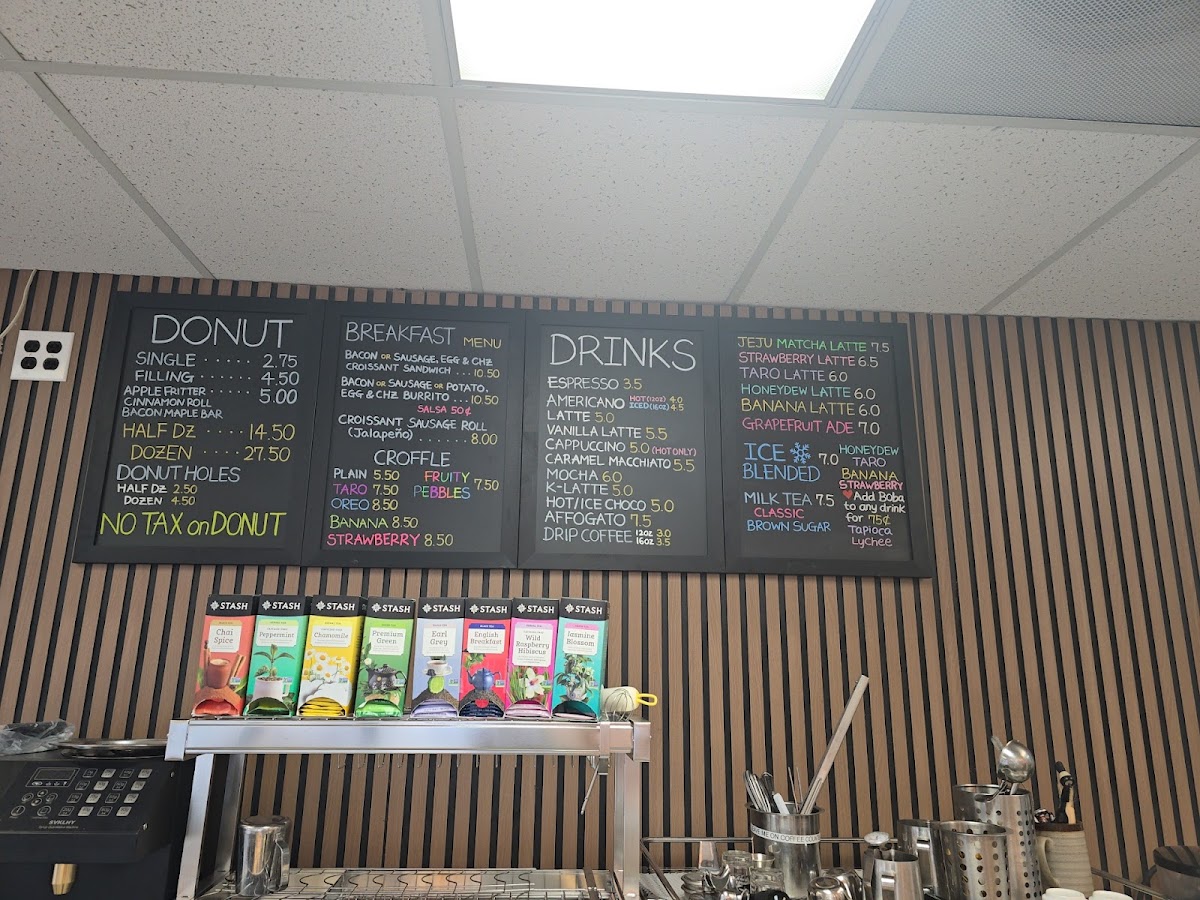 DONUT
SINGLE ..... 2.75
FILLING ..... 4.50
APPLE FRITTER ..... 5.00
CINNAMON ROLL
BACON MAPLE BAR
HALF DZ .... 14.50
DOZEN .... 27.50
DONUT HOLES
HALF DZ 2.50
DOZEN 4.50
NO TAX on DONUT
BREAKFAST MENU
BACON OR SAUSAGE, EGG & CHZ
CROISSANT SANDWICH ... 10.50
BACON OR SAUSAGE OR POTATO,
EGG & CHZ BURRITO ... 10.50
SALSA 50¢
CROISSANT SAUSAGE ROLL
(Jalapeño) ....... 8.00
CROFFLE
PLAIN 5.50
TARO 7.50
OREO 8.50
FRUITY
PEBBLES 7.50
BANANA 8.50
STRAWBERRY 8.50
DRINKS
ESPRESSO 3.5
AMERICANO HOT (12OZ) 4.0
ICED (16OZ) 4.5
LATTE 5.0
VANILLA LATTE 5.5
CAPPUCCINO 5.0 (HOT ONLY)
CARAMEL MACCHIATO 5.5
MOCHA 6.0
K-LATTE 5.0
HOT/ICE CHOCO 5.0
AFFOGATO 7.5
DRIP COFFEE 12OZ 3.0
16OZ 3.5
JEJU MATCHA LATTE 7.5
STRAWBERRY LATTE 6.5
TARO LATTE 6.0
HONEYDEW LATTE 6.0
BANANA LATTE 6.0
GRAPEFRUIT ADE 7.0
ICE
BLENDED 7.0
HONEYDEW
TARO
BANANA
STRAWBERRY
MILK TEA 7.5
CLASSIC
BROWN SUGAR
Add Boba
to any drink
for 75¢
Tapioca
Lychee
STASH
Chai
Spice
STASH
Peppermint
STASH
Chamomile
STASH
Premium
Green
STASH
Earl
Grey
STASH
English
Breakfast
STASH
Wild
Raspberry
Hibiscus
STASH
Jasmine
Blossom
SVKLHY
ME ON COFFEE COUN